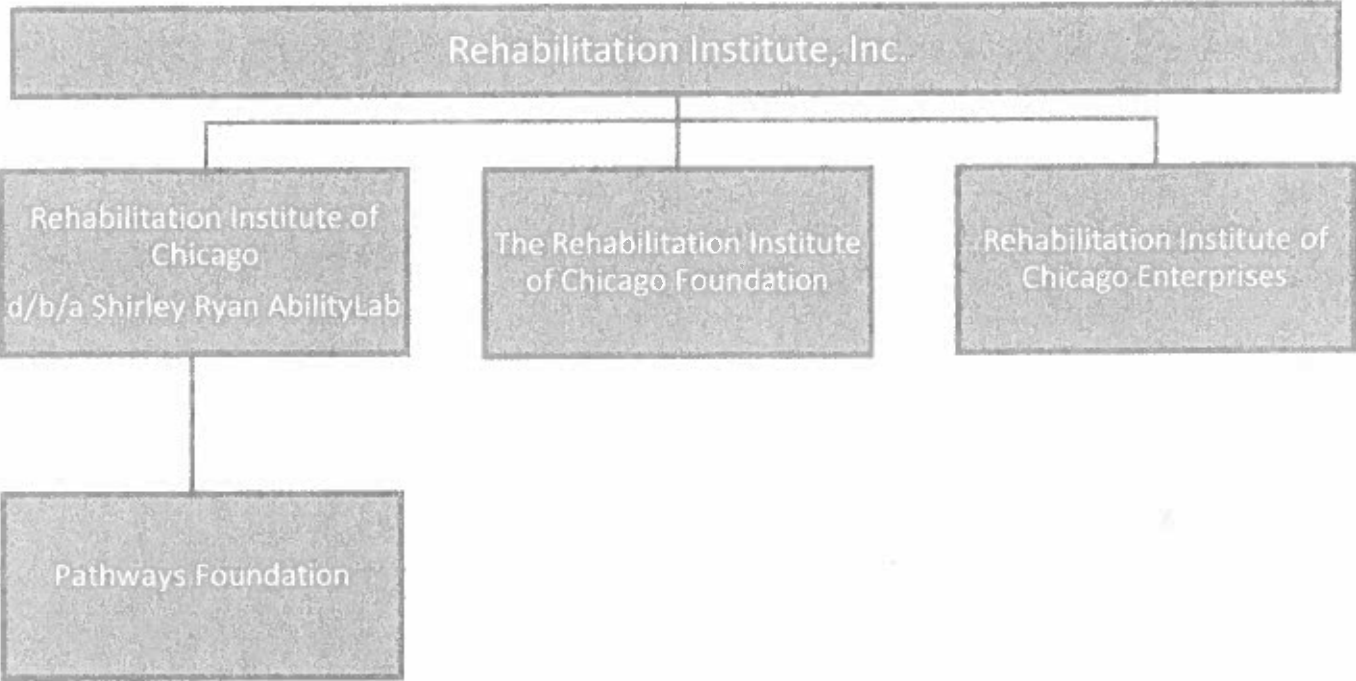 Rehabilitation Institute, Inc.
Rehabilitation Institute of
Chicago
d/b/a Shirley Ryan AbilityLab
The Rehabilitation Institute
of Chicago Foundation
Rehabilitation Institute of
Chicago Enterprises
Pathways Foundation